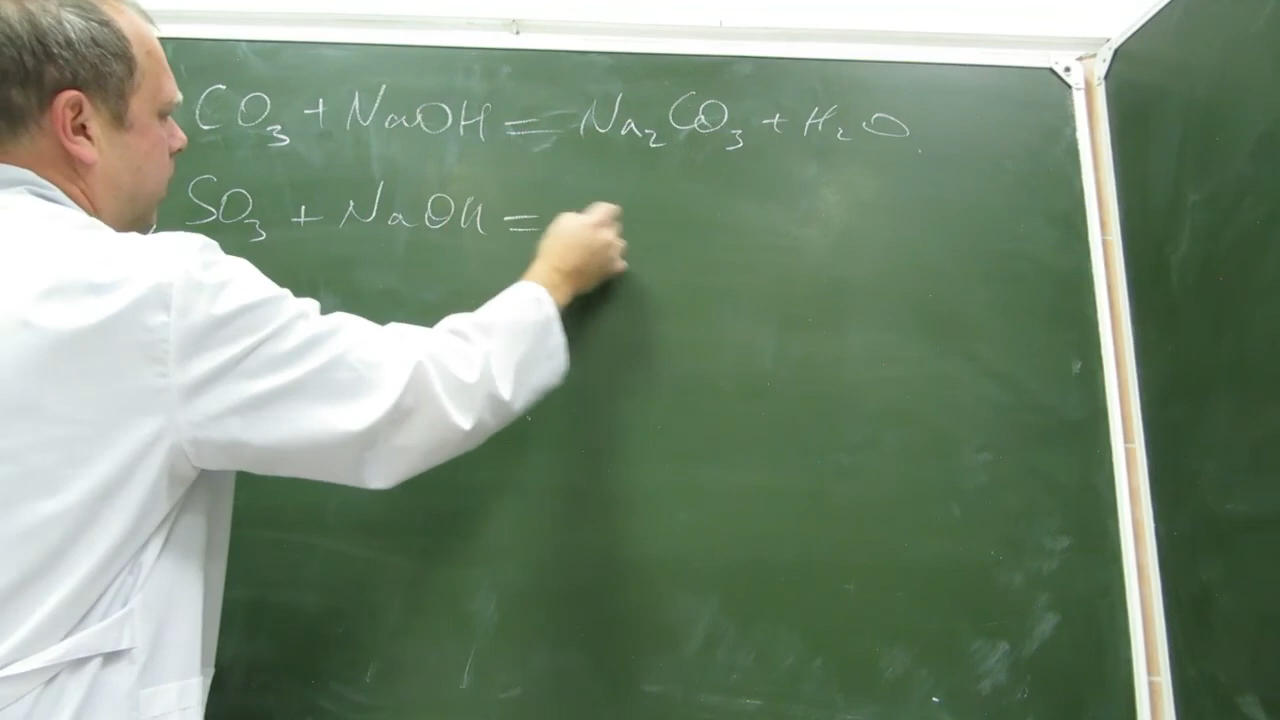 CO₃ + NaOH = Na₂CO₃ + H₂O
SO₃ + NaOH =